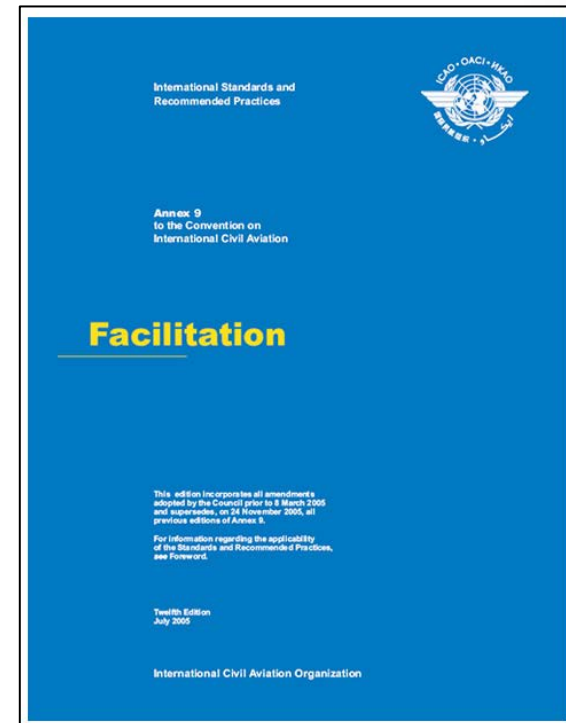 International Standards and
Recommended Practices
ICAO · OACI · ИКАО
Annex 9
to the Convention on
International Civil Aviation
Facilitation
This edition incorporates all amendments
adopted by the Council prior to 8 March 2005
and supersedes, on 24 November 2005, all
previous editions of Annex 9.
For information regarding the applicability
of the Standards and Recommended Practices,
see Foreword.
Twelfth Edition
July 2005
International Civil Aviation Organization